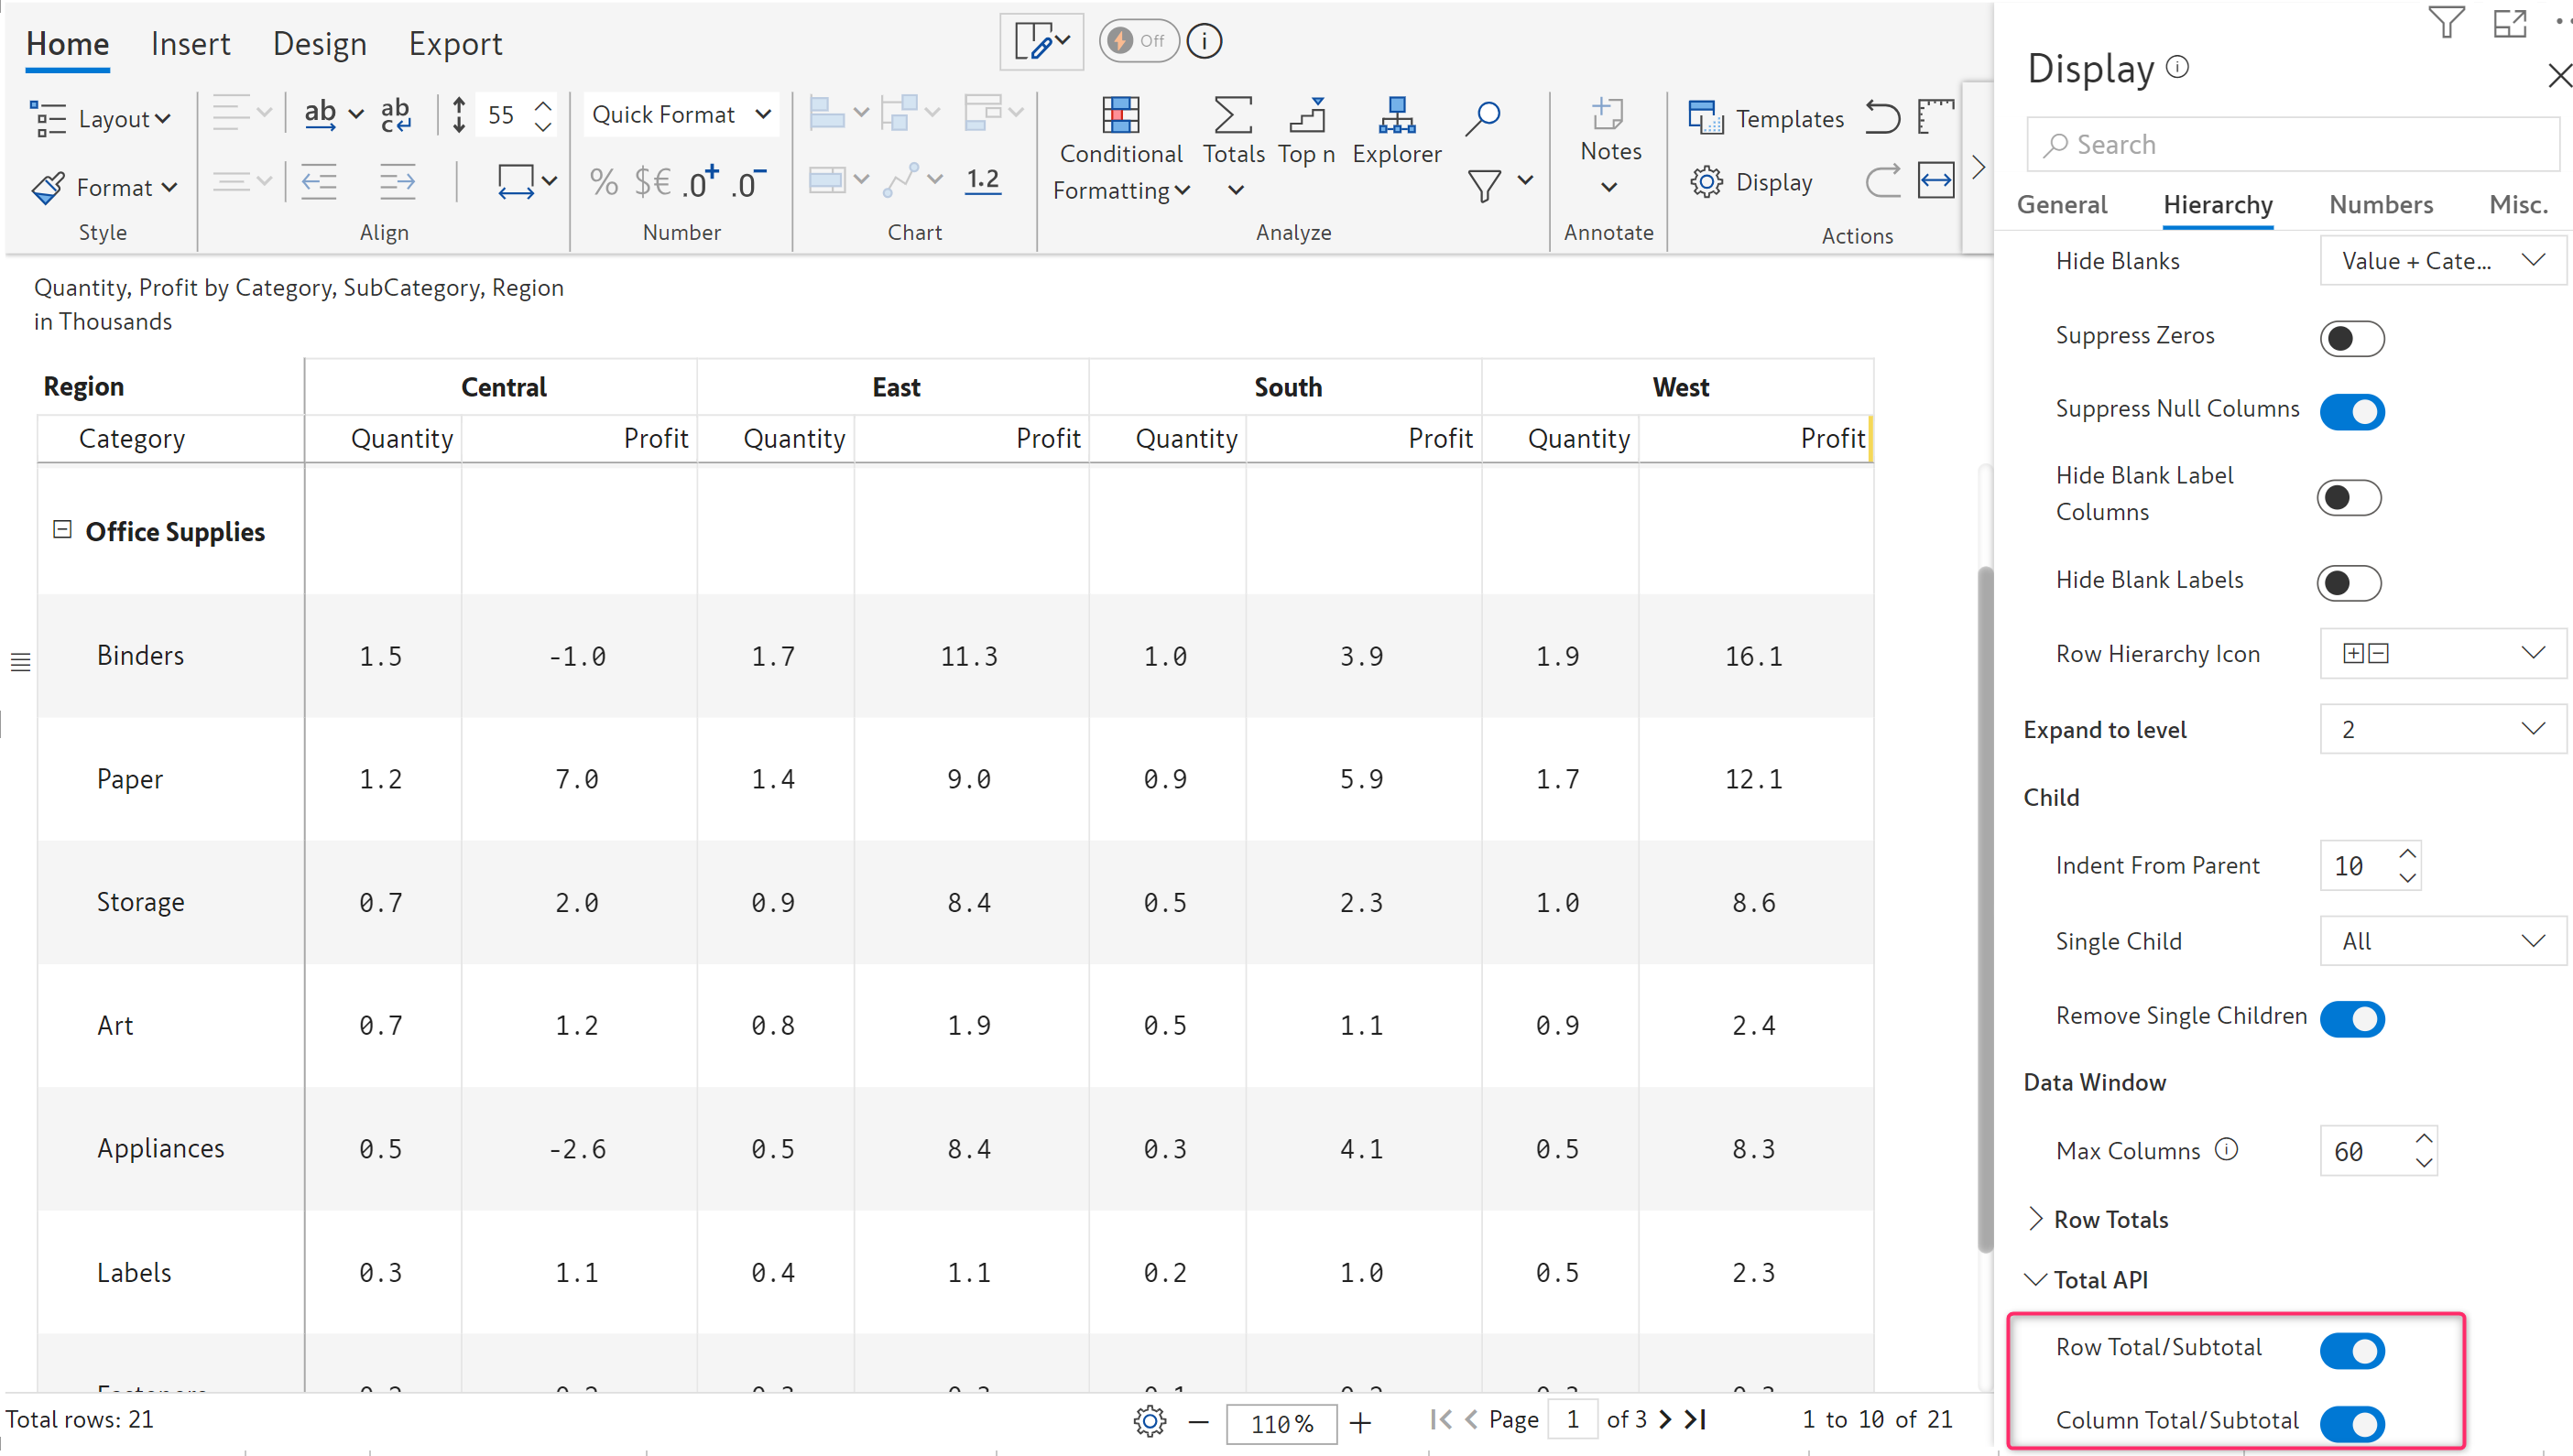 Home Insert Design Export
Off
Layout
ab
ab
c
55
Quick Format
Format
% $€ .0+ .0-
1.2
Conditional
Formatting
Totals
Top n
Explorer
Notes
Templates
Display
Style
Align
Number
Chart
Analyze
Annotate
Actions
Quantity, Profit by Category, SubCategory, Region
in Thousands
Region Central East South West
Category Quantity Profit Quantity Profit Quantity Profit Quantity Profit
Office Supplies
Binders 1.5 -1.0 1.7 11.3 1.0 3.9 1.9 16.1
Paper 1.2 7.0 1.4 9.0 0.9 5.9 1.7 12.1
Storage 0.7 2.0 0.9 8.4 0.5 2.3 1.0 8.6
Art 0.7 1.2 0.8 1.9 0.5 1.1 0.9 2.4
Appliances 0.5 -2.6 0.5 8.4 0.3 4.1 0.5 8.3
Labels 0.3 1.1 0.4 1.1 0.2 1.0 0.5 2.3
Total rows: 21
110%
Page 1 of 3
1 to 10 of 21
Display
Search
General Hierarchy Numbers Misc.
Hide Blanks Value + Cate...
Suppress Zeros
Suppress Null Columns
Hide Blank Label
Columns
Hide Blank Labels
Row Hierarchy Icon
Expand to level 2
Child
Indent From Parent 10
Single Child All
Remove Single Children
Data Window
Max Columns 60
Row Totals
Total API
Row Total/Subtotal
Column Total/Subtotal